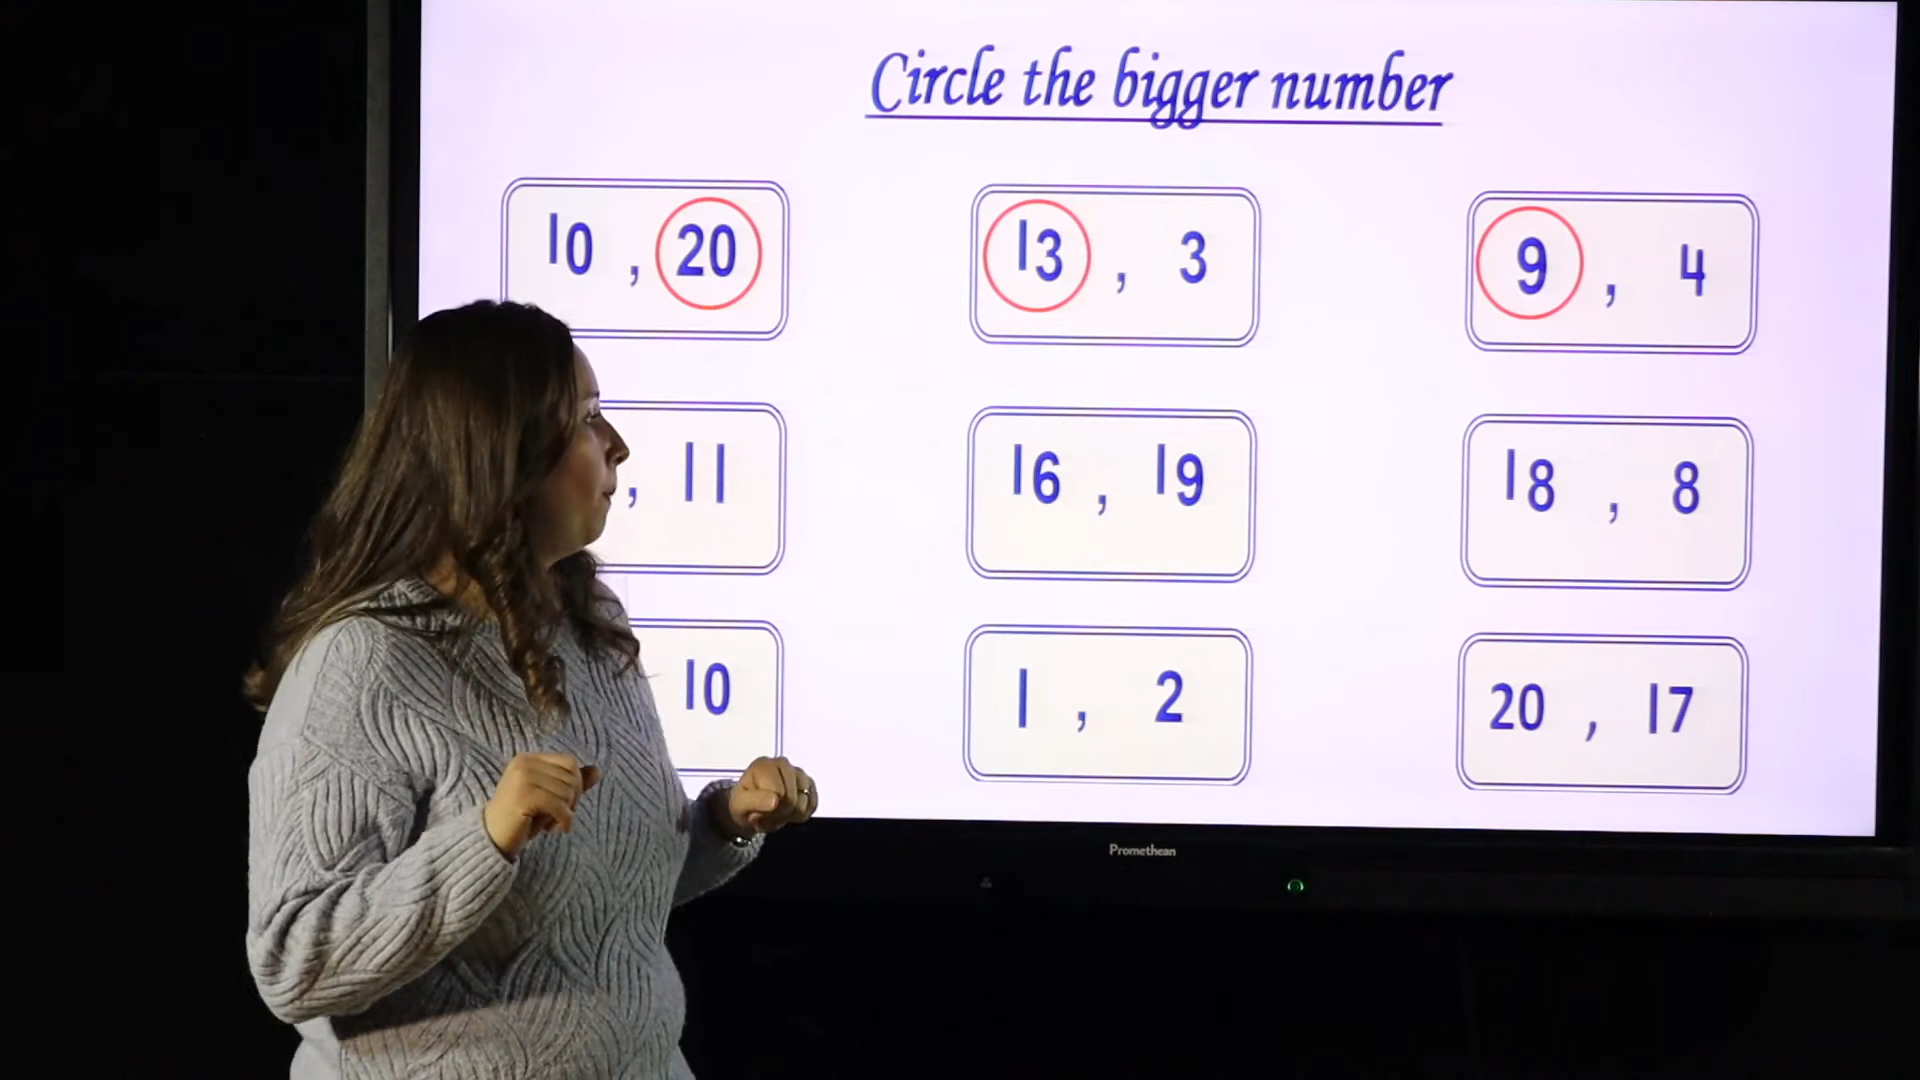 Circle the bigger number
10 , 20
13 , 3
9 , 4
, 11
16 , 19
18 , 8
10
1 , 2
20 , 17
Promethean